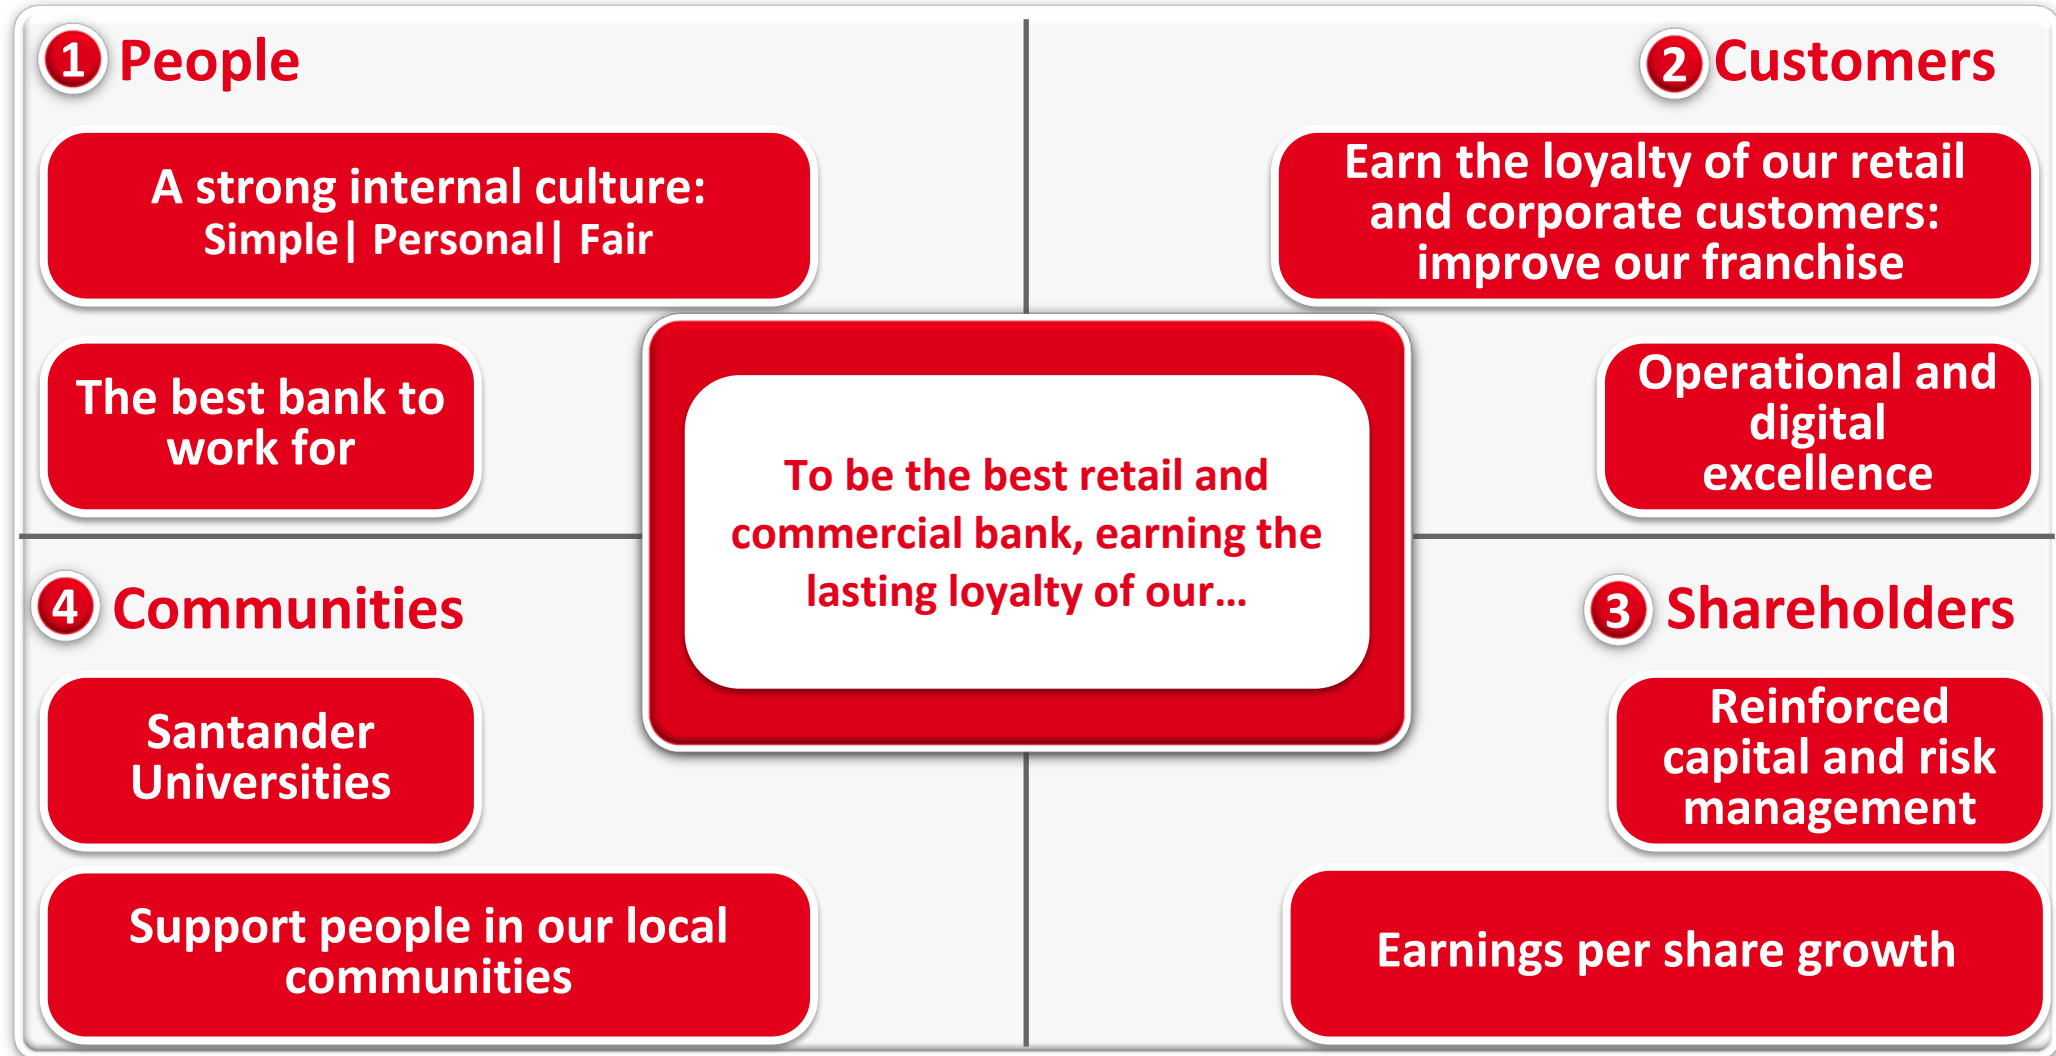 1 People
A strong internal culture:
Simple| Personal| Fair
The best bank to
work for
2 Customers
Earn the loyalty of our retail
and corporate customers:
improve our franchise
Operational and
digital
excellence
To be the best retail and
commercial bank, earning the
lasting loyalty of our...
4 Communities
Santander
Universities
Support people in our local
communities
3 Shareholders
Reinforced
capital and risk
management
Earnings per share growth